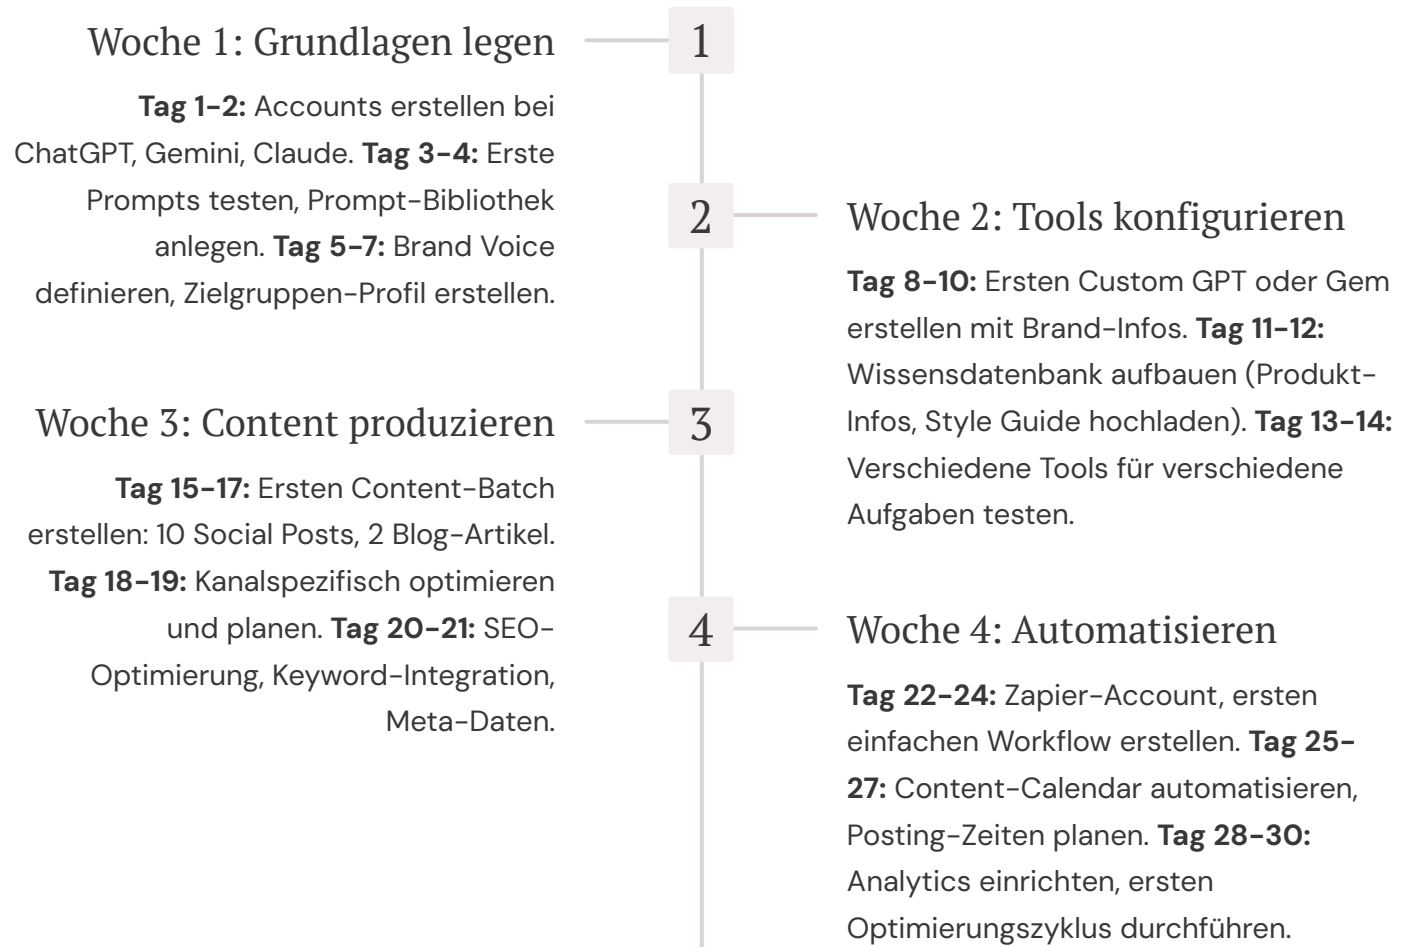 Woche 1: Grundlagen legen
1
Tag 1–2: Accounts erstellen bei
ChatGPT, Gemini, Claude. Tag 3–4: Erste
Prompts testen, Prompt-Bibliothek
anlegen. Tag 5–7: Brand Voice
definieren, Zielgruppen-Profil erstellen.
2
Woche 2: Tools konfigurieren
Tag 8–10: Ersten Custom GPT oder Gem
erstellen mit Brand-Infos. Tag 11–12:
Wissensdatenbank aufbauen (Produkt-
Infos, Style Guide hochladen). Tag 13–14:
Verschiedene Tools für verschiedene
Aufgaben testen.
Woche 3: Content produzieren
3
Tag 15–17: Ersten Content-Batch
erstellen: 10 Social Posts, 2 Blog-Artikel.
Tag 18–19: Kanalspezifisch optimieren
und planen. Tag 20–21: SEO-
Optimierung, Keyword-Integration,
Meta-Daten.
4
Woche 4: Automatisieren
Tag 22–24: Zapier-Account, ersten
einfachen Workflow erstellen. Tag 25–
27: Content-Calendar automatisieren,
Posting-Zeiten planen. Tag 28–30:
Analytics einrichten, ersten
Optimierungszyklus durchführen.